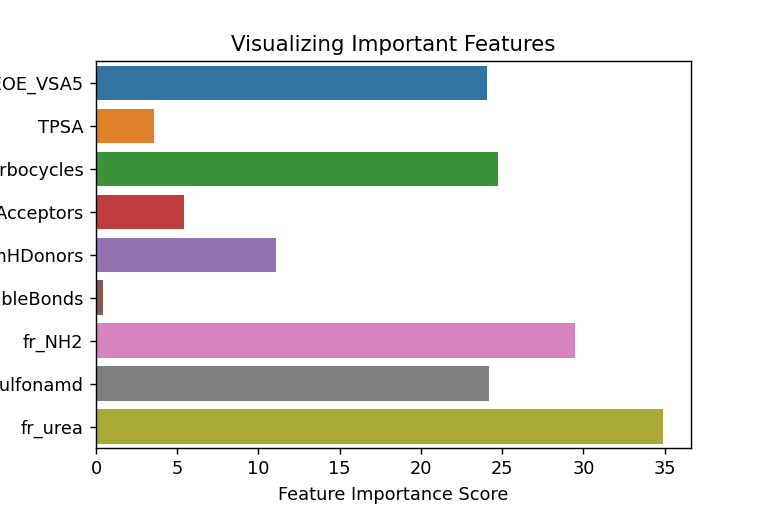 Visualizing Important Features
EOE_VSA5
TPSA
rbocycles
Acceptors
nHDonors
bleBonds
fr_NH2
ulfonamd
fr_urea
0 5 10 15 20 25 30 35
Feature Importance Score